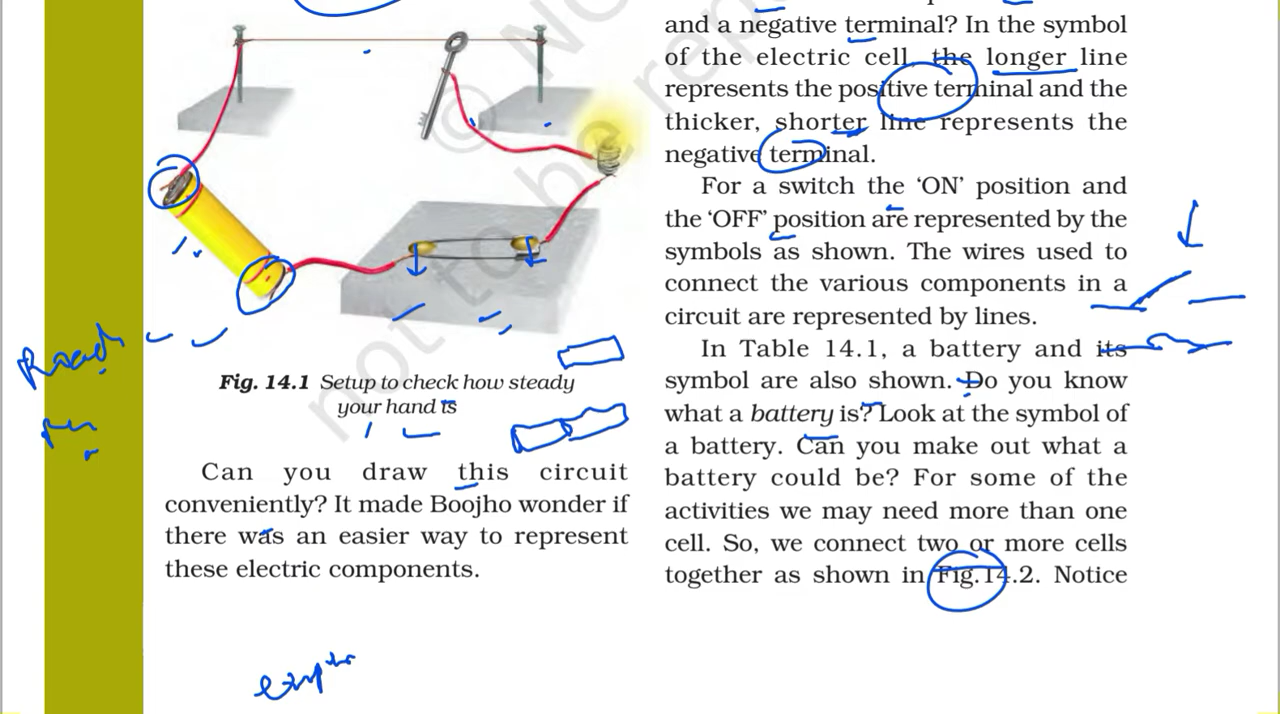 Fig. 14.1 Setup to check how steady
your hand is
Can you draw this circuit
conveniently? It made Boojho wonder if
there was an easier way to represent
these electric components.
and a negative terminal? In the symbol
of the electric cell, the longer line
represents the positive terminal and the
thicker, shorter line represents the
negative terminal.
For a switch the ‘ON’ position and
the ‘OFF’ position are represented by the
symbols as shown. The wires used to
connect the various components in a
circuit are represented by lines.
In Table 14.1, a battery and its
symbol are also shown. Do you know
what a battery is? Look at the symbol of
a battery. Can you make out what a
battery could be? For some of the
activities we may need more than one
cell. So, we connect two or more cells
together as shown in Fig.14.2. Notice